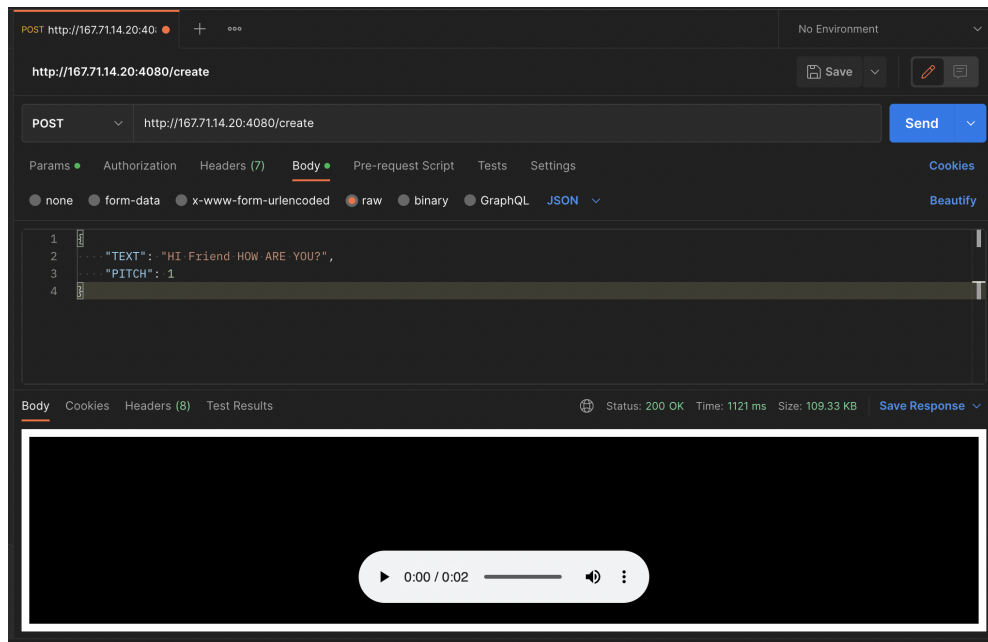 POST http://167.71.14.20:40
No Environment
http://167.71.14.20:4080/create
Save
POST http://167.71.14.20:4080/create Send
Params Authorization Headers (7) Body Pre-request Script Tests Settings Cookies
none form-data x-www-form-urlencoded raw binary GraphQL JSON Beautify
1 {
2 "TEXT": "HI Friend HOW ARE YOU?",
3 "PITCH": 1
4 }
Body Cookies Headers (8) Test Results Status: 200 OK Time: 1121 ms Size: 109.33 KB Save Response
0:00 / 0:02